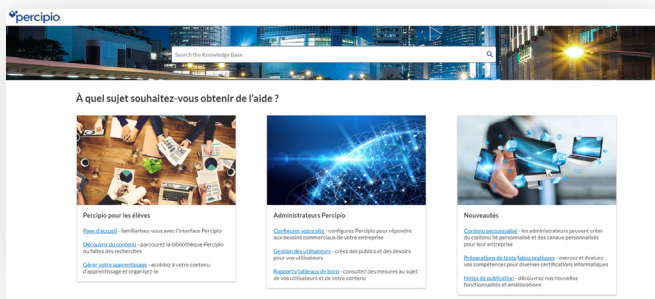 percipio.
Search the Knowledge Base
À quel sujet souhaitez-vous obtenir de l'aide ?
Percipio pour les élèves
Page d'accueil - familiarisez-vous avec l'interface Percipio
Découvrir du contenu - parcourez la bibliothèque Percipio
ou faites des recherches
Gérer votre apprentissage - accédez à votre contenu
d'apprentissage et organisez-le
Administrateurs Percipio
Configurer votre site - configurez Percipio pour répondre
aux besoins commerciaux de votre entreprise
Gestion des utilisateurs - créez des publics et des devoirs
pour vos utilisateurs
Rapports/tableaux de bord - consultez des mesures au sujet
de vos utilisateurs et de votre contenu
Nouveautés
Contenu personnalisé - les administrateurs peuvent créer
du contenu lié personnalisé et des canaux personnalisés
pour leur entreprise
Préparations de tests/labos pratiques - exercez et évaluez
vos compétences pour diverses certifications informatiques
Notes de publication - découvrez nos nouvelles
fonctionnalités et améliorations